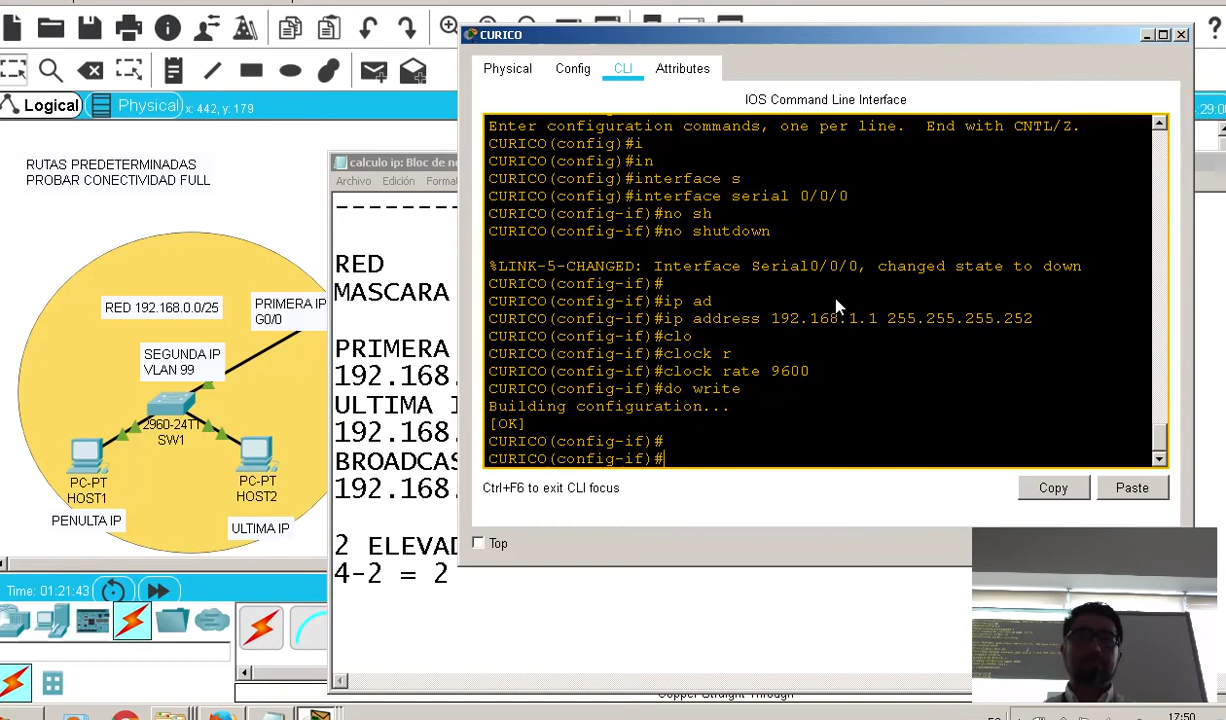 CURICO
Physical
Config
CLI
Attributes
IOS Command Line Interface
Enter configuration commands, one per line.  End with CNTL/Z.
CURICO(config)#i
CURICO(config)#in
CURICO(config)#interface s
CURICO(config)#interface serial 0/0/0
CURICO(config-if)#no sh
CURICO(config-if)#no shutdown
%LINK-5-CHANGED: Interface Serial0/0/0, changed state to down
CURICO(config-if)#
CURICO(config-if)#ip ad
CURICO(config-if)#ip address 192.168.1.1 255.255.255.252
CURICO(config-if)#clo
CURICO(config-if)#clock r
CURICO(config-if)#clock rate 9600
CURICO(config-if)#do write
Building configuration...
[OK]
CURICO(config-if)#
CURICO(config-if)#
Ctrl+F6 to exit CLI focus
Copy
Paste
Top
Logical
Physical
x: 442, y: 179
RUTAS PREDETERMINADAS
PROBAR CONECTIVIDAD FULL
RED 192.168.0.0/25
PRIMERA IP
G0/0
SEGUNDA IP
VLAN 99
2960-24TT
SW1
PC-PT
HOST1
PC-PT
HOST2
PENULTA IP
ULTIMA IP
calculo ip: Bloc de
Archivo
Edición
RED
MASCARA
PRIMERA
192.168.
ULTIMA
192.168.
192.168.
4-2 = 2
Time: 01:21:43
Copper Straight-Through
17:50